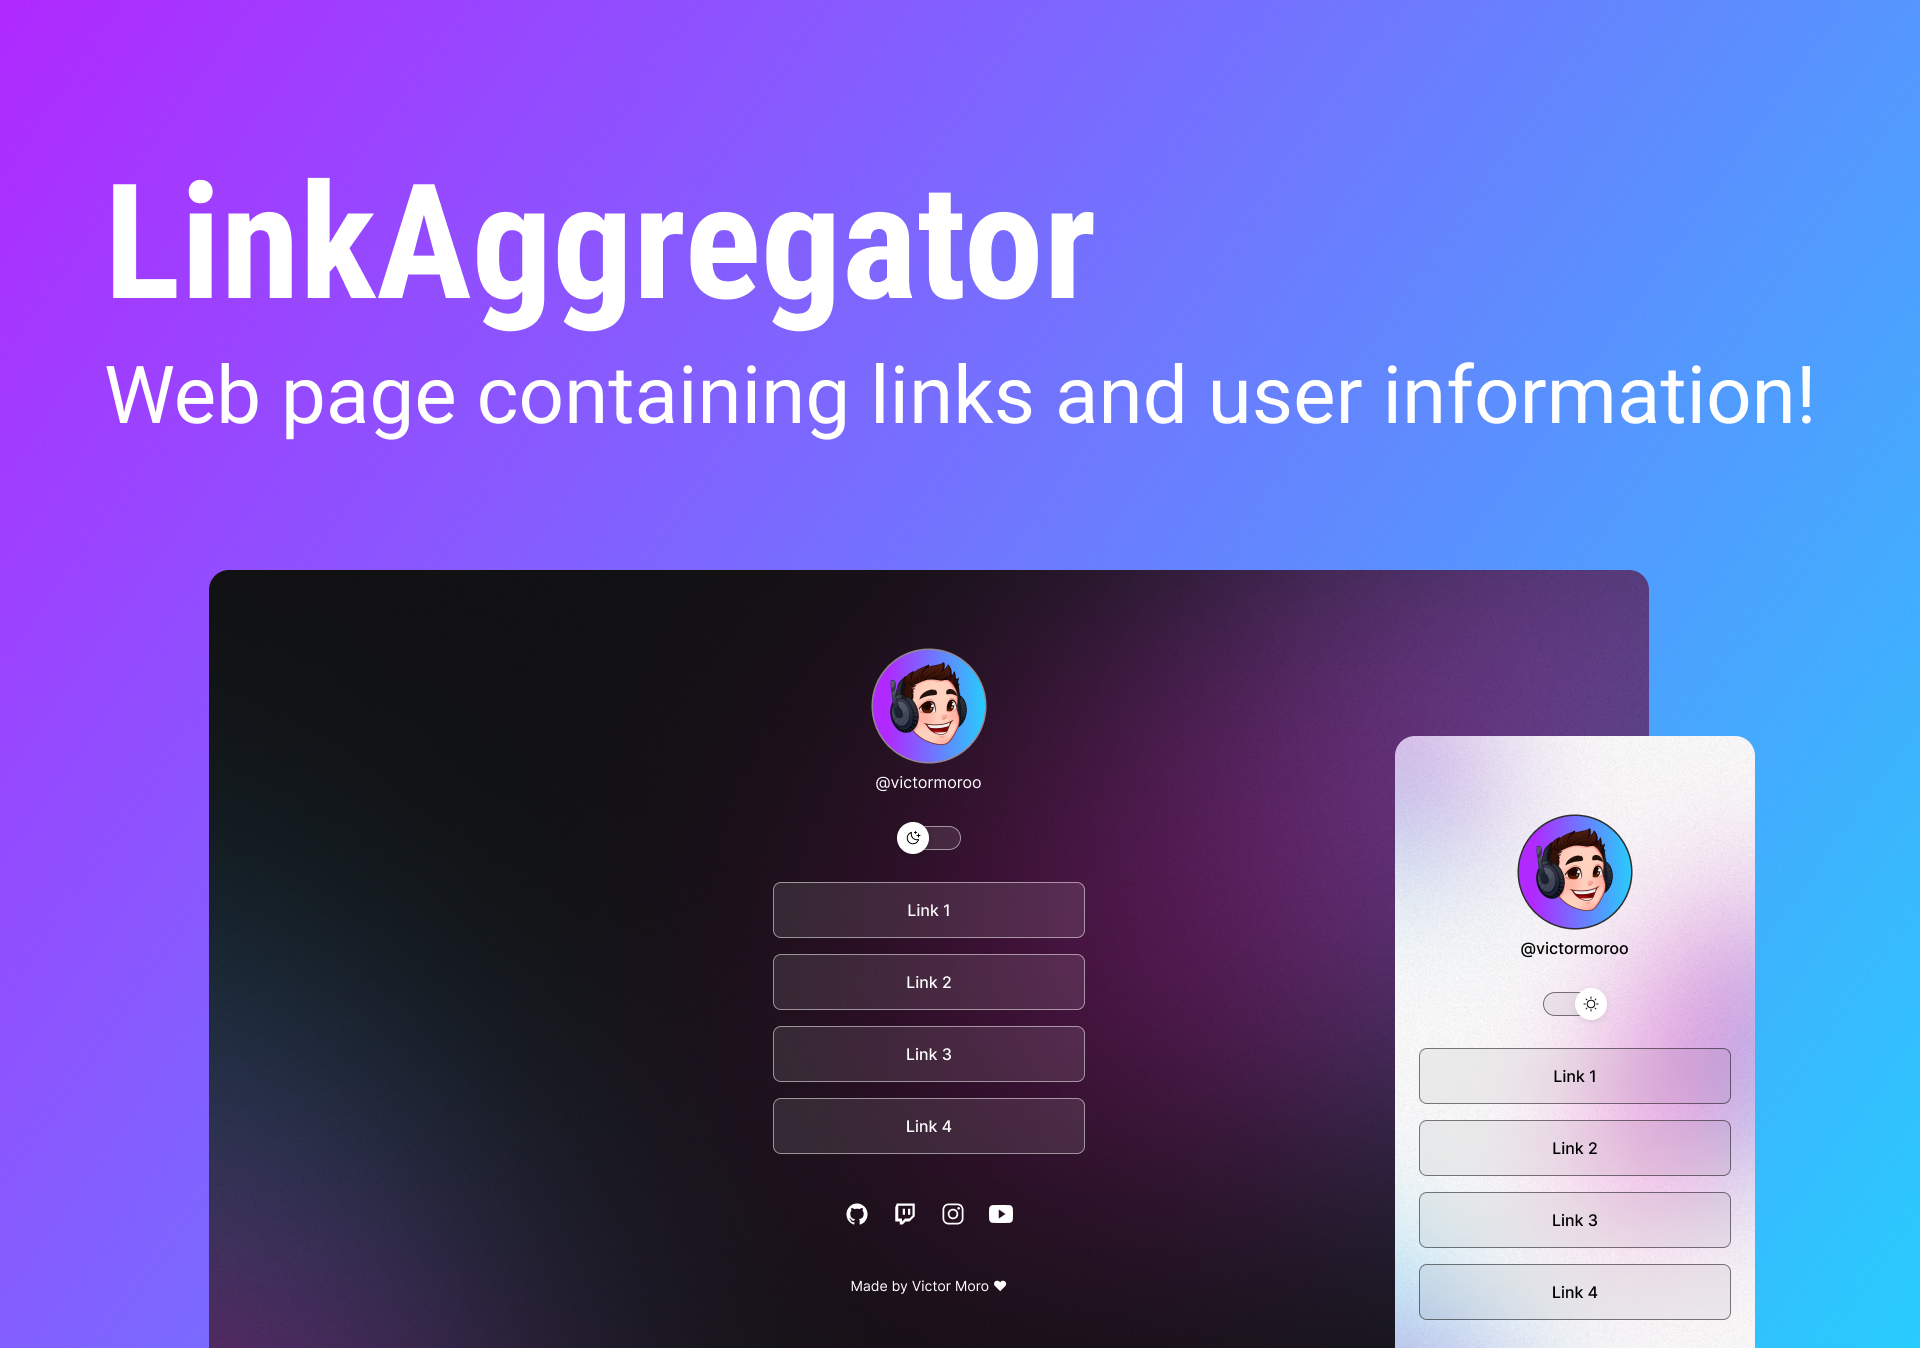 LinkAggregator
Web page containing links and user information!
@victormoroo
Link 1
Link 2
Link 3
Link 4
Made by Victor Moro ♥
@victormoroo
Link 1
Link 2
Link 3
Link 4